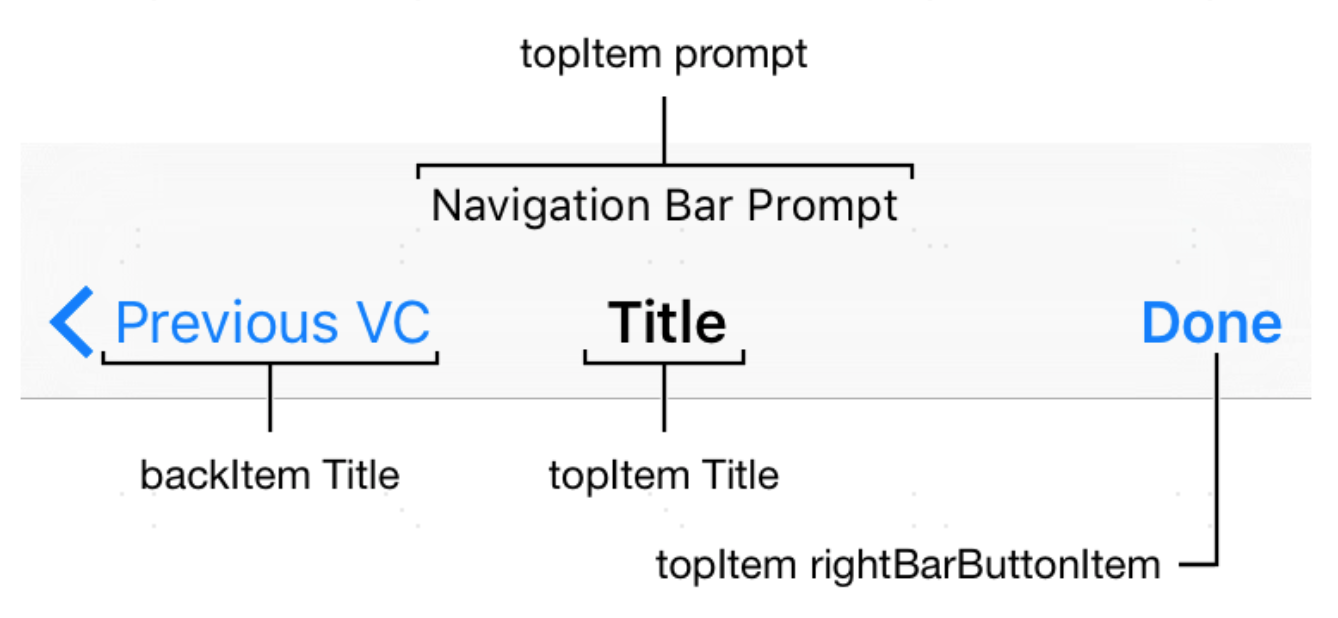 topItem prompt
Navigation Bar Prompt
Previous VC Title Done
backItem Title topItem Title
topItem rightBarButtonItem